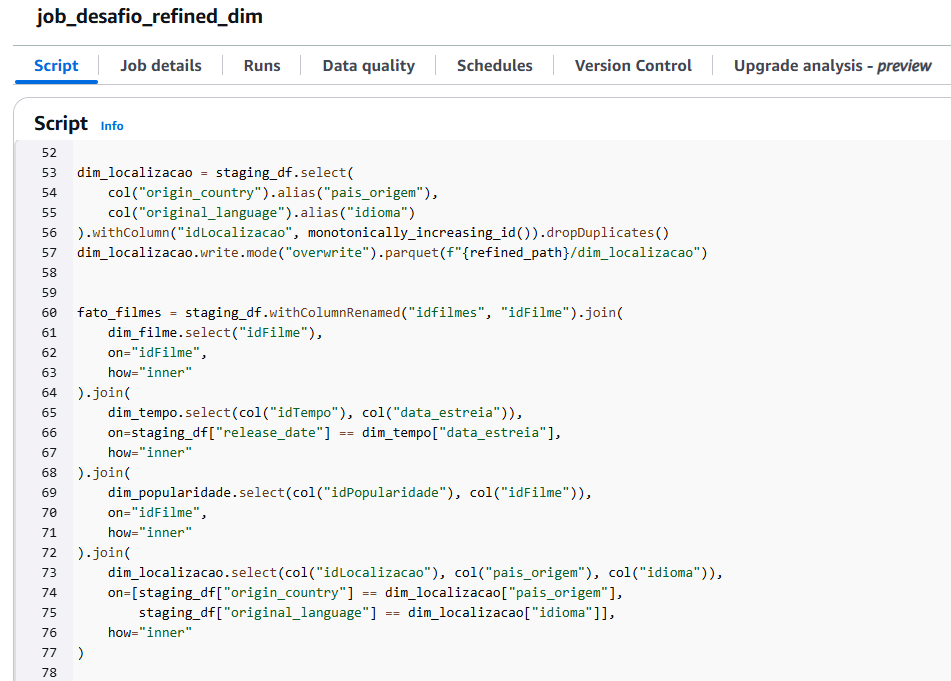 job_desafio_refined_dim
Script Job details Runs Data quality Schedules Version Control Upgrade analysis - preview
Script Info
52
53 dim_localizacao = staging_df.select(
54     col("origin_country").alias("pais_origem"),
55     col("original_language").alias("idioma")
56 ).withColumn("idLocalizacao", monotonically_increasing_id()).dropDuplicates()
57 dim_localizacao.write.mode("overwrite").parquet(f"{refined_path}/dim_localizacao")
58
59
60 fato_filmes = staging_df.withColumnRenamed("idfilmes", "idFilme").join(
61     dim_filme.select("idFilme"),
62     on="idFilme",
63     how="inner"
64 ).join(
65     dim_tempo.select(col("idTempo"), col("data_estreia")),
66     on=staging_df["release_date"] == dim_tempo["data_estreia"],
67     how="inner"
68 ).join(
69     dim_popularidade.select(col("idPopularidade"), col("idFilme")),
70     on="idFilme",
71     how="inner"
72 ).join(
73     dim_localizacao.select(col("idLocalizacao"), col("pais_origem"), col("idioma")),
74     on=[staging_df["origin_country"] == dim_localizacao["pais_origem"],
75         staging_df["original_language"] == dim_localizacao["idioma"]],
76     how="inner"
77 )
78